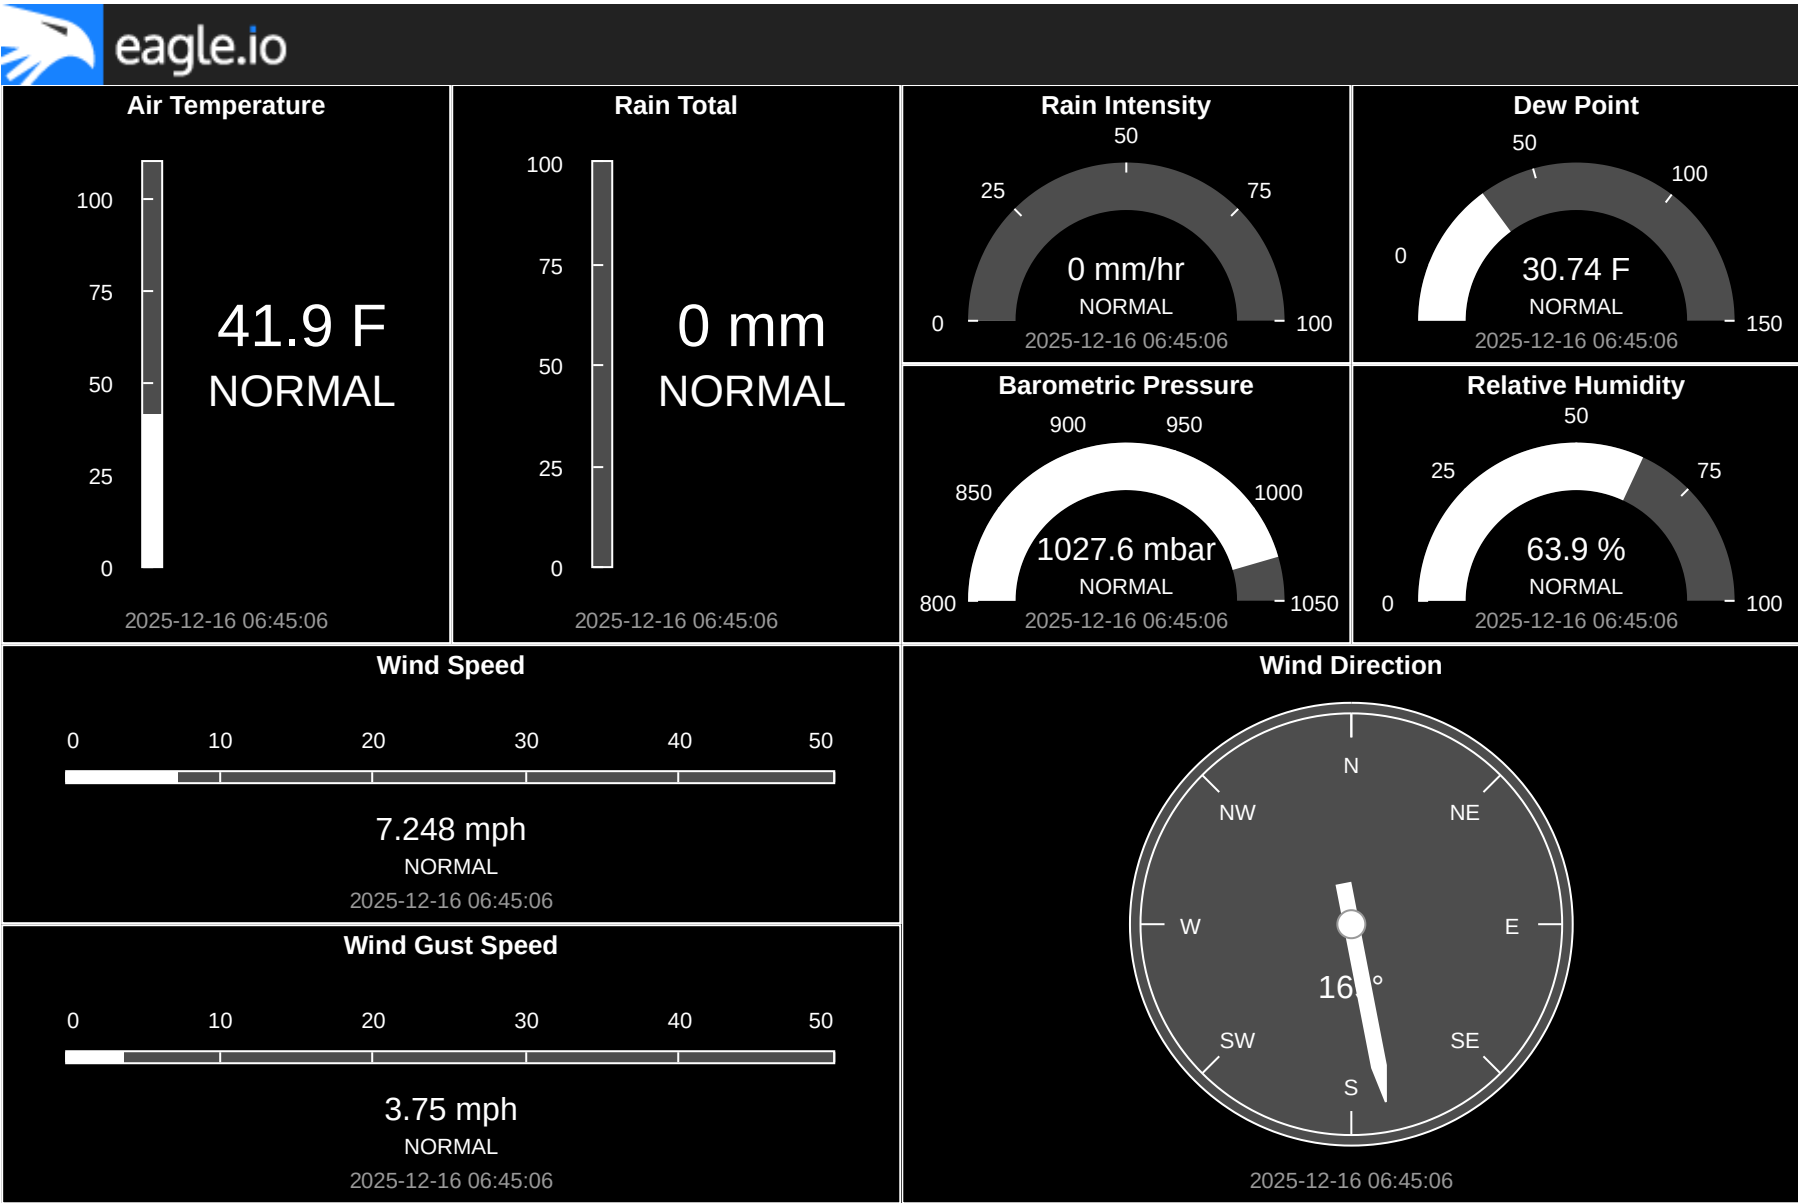 eagle.io
Air Temperature
100
75
50
25
0
41.9 F
NORMAL
2025-12-16 06:45:06
Rain Total
100
75
50
25
0
0 mm
NORMAL
2025-12-16 06:45:06
Rain Intensity
0
25
50
75
100
0 mm/hr
NORMAL
2025-12-16 06:45:06
Dew Point
0
50
100
150
30.74 F
NORMAL
2025-12-16 06:45:06
Barometric Pressure
800
850
900
950
1000
1050
1027.6 mbar
NORMAL
2025-12-16 06:45:06
Relative Humidity
0
25
50
75
100
63.9 %
NORMAL
2025-12-16 06:45:06
Wind Speed
0 10 20 30 40 50
7.248 mph
NORMAL
2025-12-16 06:45:06
Wind Gust Speed
0 10 20 30 40 50
3.75 mph
NORMAL
2025-12-16 06:45:06
Wind Direction
N
NW NE
W E
SW SE
S
2025-12-16 06:45:06